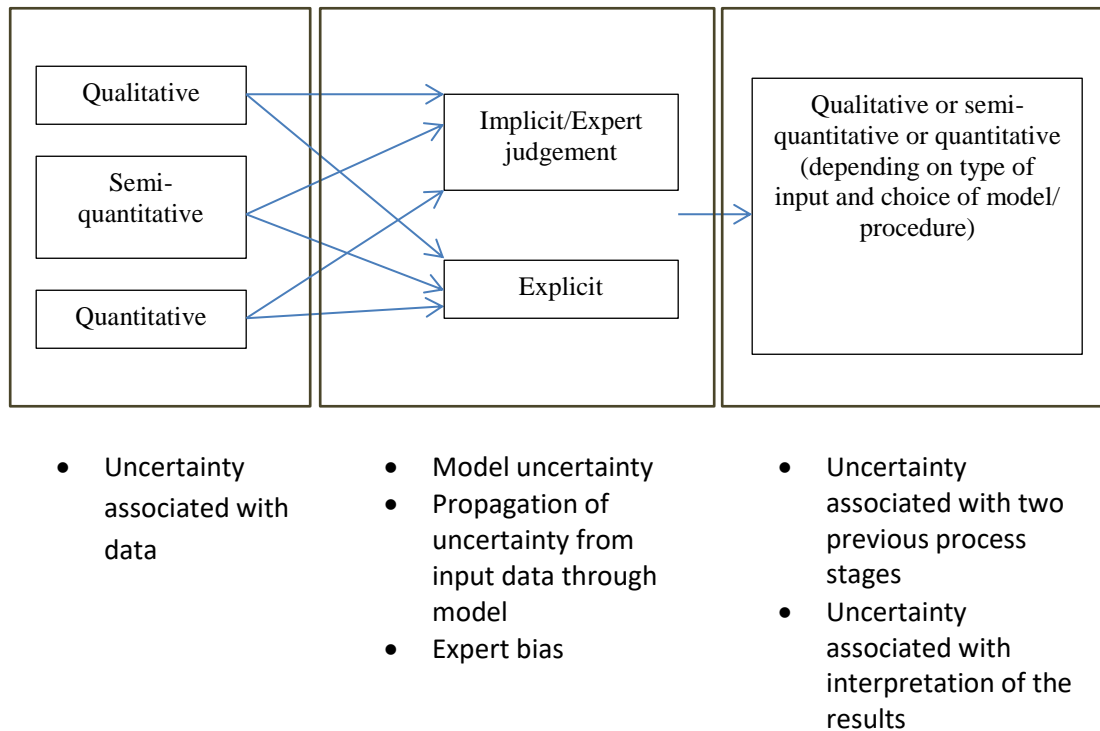 Qualitative
Semi-
quantitative
Quantitative
Implicit/Expert
judgement
Explicit
Qualitative or semi-
quantitative or quantitative
(depending on type of
input and choice of model/
procedure)
• Uncertainty
associated with
data
• Model uncertainty
• Propagation of
uncertainty from
input data through
model
• Expert bias
• Uncertainty
associated with two
previous process
stages
• Uncertainty
associated with
interpretation of the
results